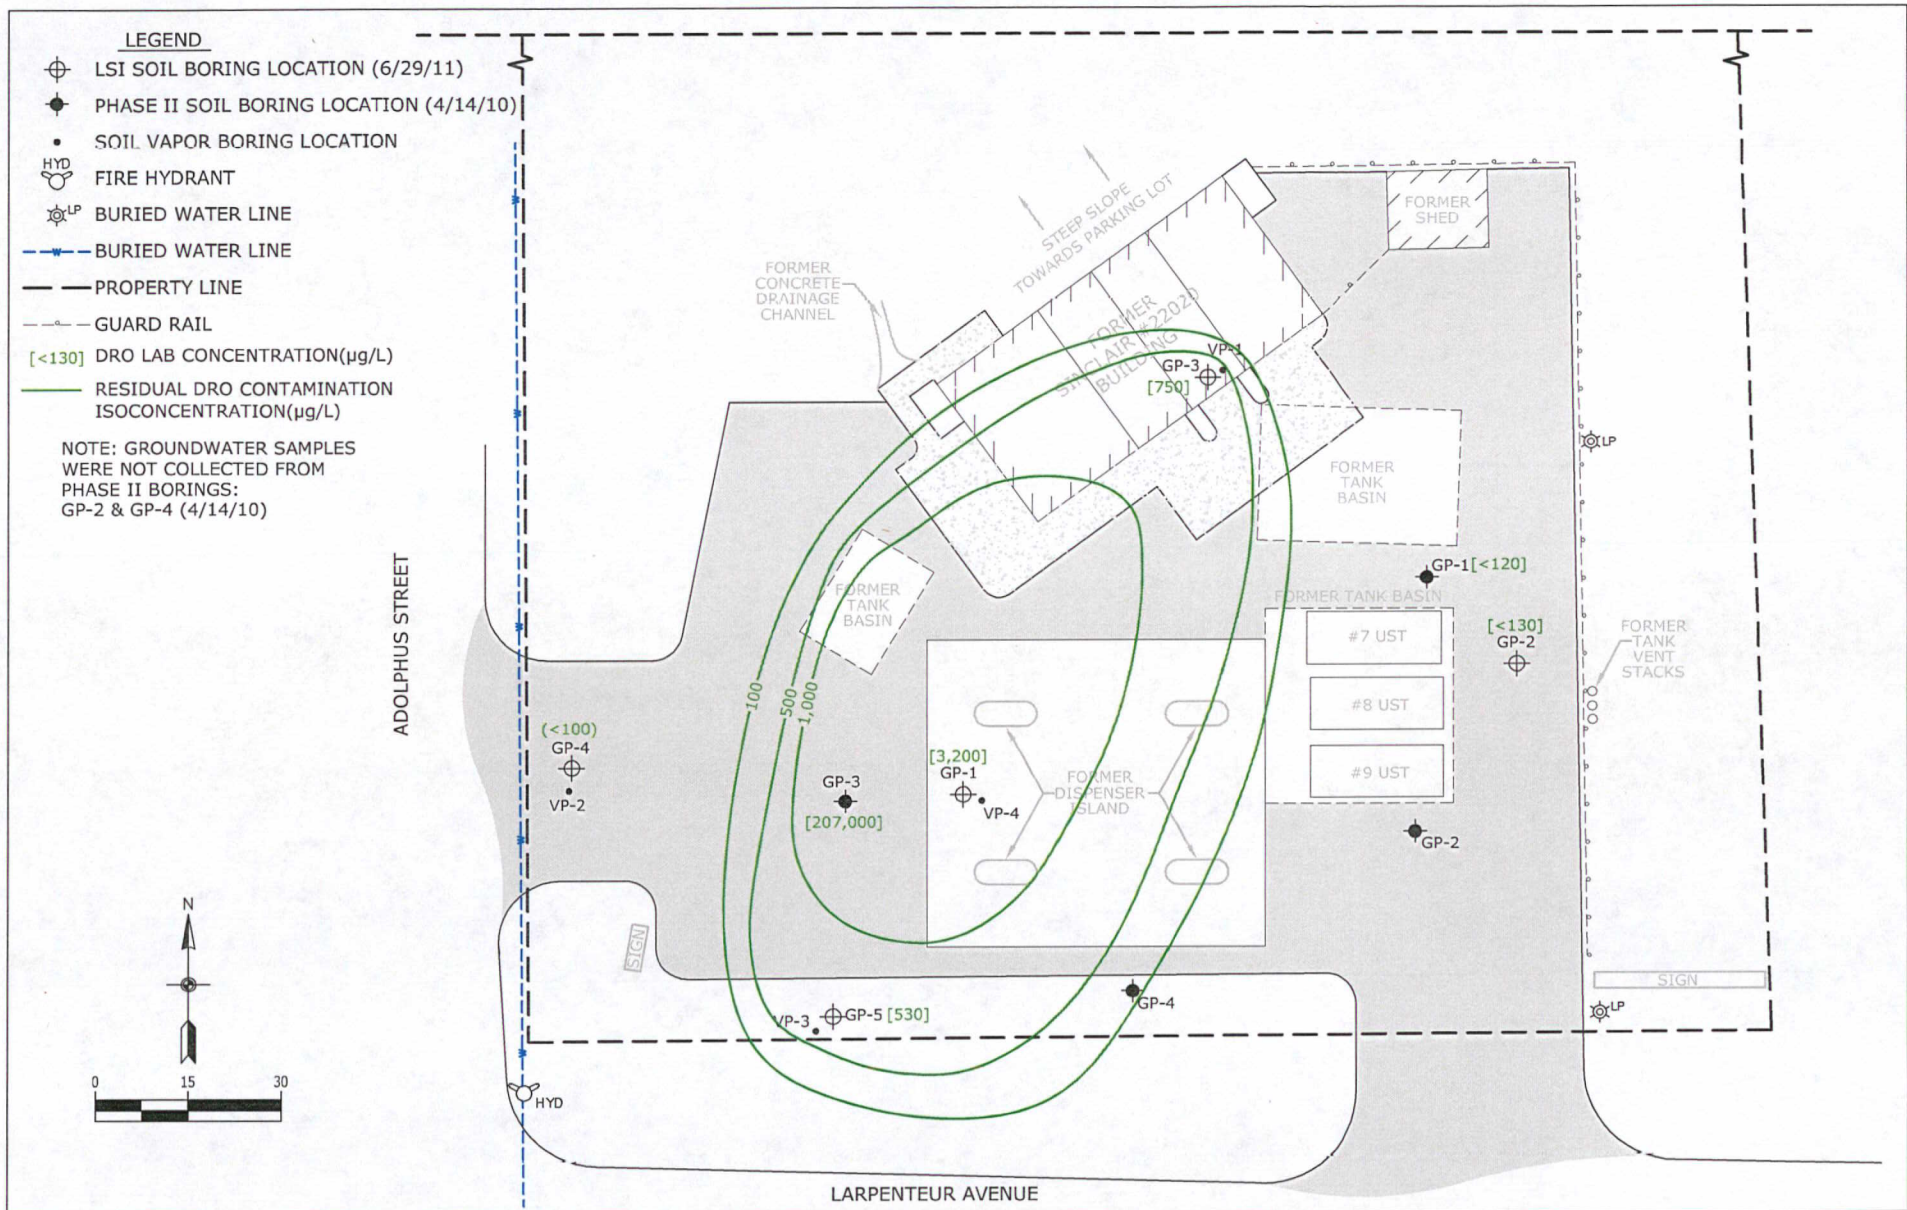 LEGEND
LSI SOIL BORING LOCATION (6/29/11)
PHASE II SOIL BORING LOCATION (4/14/10)
SOIL VAPOR BORING LOCATION
HYD
FIRE HYDRANT
LP
BURIED WATER LINE
W
BURIED WATER LINE
PROPERTY LINE
GUARD RAIL
[<130] DRO LAB CONCENTRATION(µg/L)
RESIDUAL DRO CONTAMINATION
ISOCONCENTRATION(µg/L)
NOTE: GROUNDWATER SAMPLES
WERE NOT COLLECTED FROM
PHASE II BORINGS:
GP-2 & GP-4 (4/14/10)
STEEP SLOPE
TOWARDS PARKING LOT
FORMER
SHED
FORMER
CONCRETE
DRAINAGE
CHANNEL
FORMER
SINCLAIR #22020
BUILDING
VP-1
GP-3
[750]
LP
FORMER
TANK
BASIN
GP-1 [<120]
FORMER TANK BASIN
FORMER
TANK
BASIN
#7 UST
#8 UST
#9 UST
[<130]
GP-2
FORMER
TANK
VENT
STACKS
ADOLPHUS STREET
100
500
1,000
(<100)
GP-4
VP-2
GP-3
[207,000]
[3,200]
GP-1
VP-4
FORMER
DISPENSER
ISLAND
GP-2
SIGN
N
SIGN
LP
GP-4
VP-3
GP-5 [530]
0 15 30
HYD
W
W
W
W
W
LARPENTEUR AVENUE